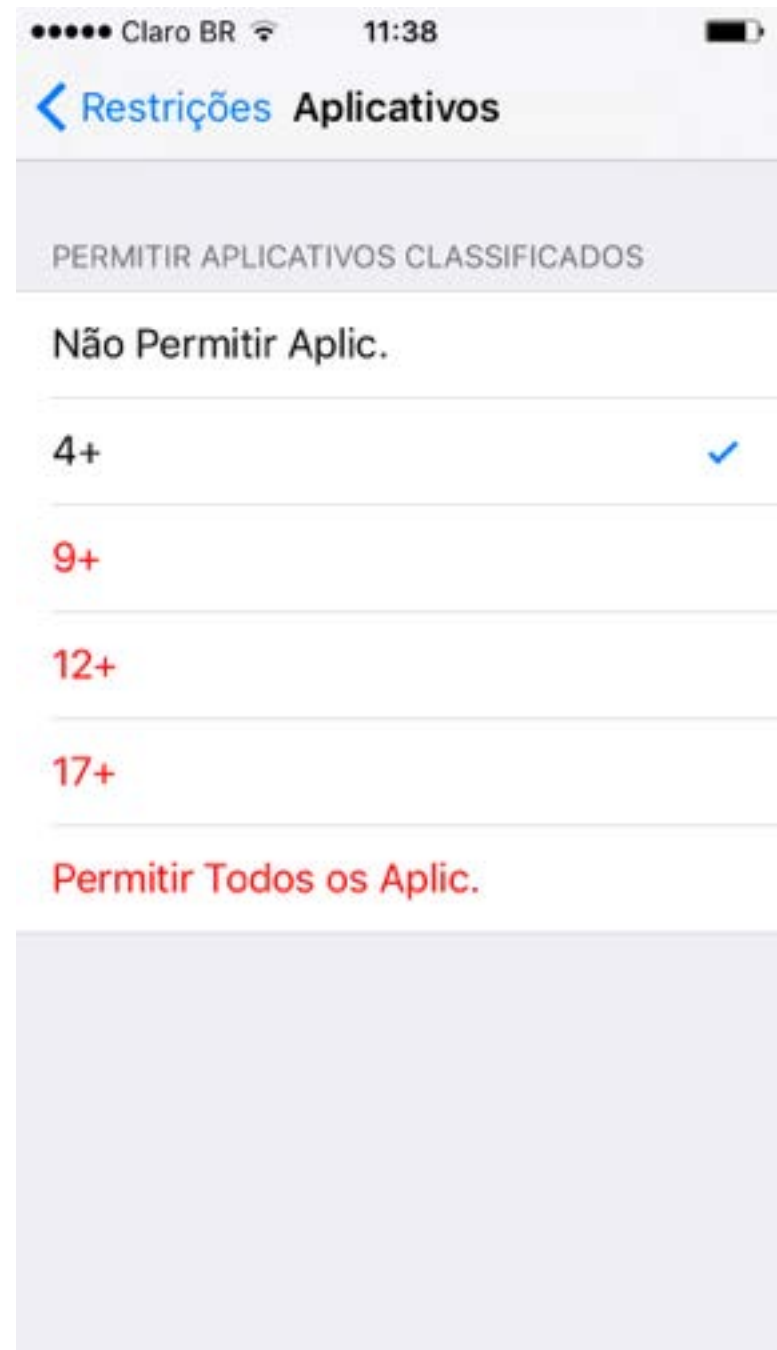 Claro BR 11:38
Restrições Aplicativos
PERMITIR APLICATIVOS CLASSIFICADOS
Não Permitir Aplic.
4+
9+
12+
17+
Permitir Todos os Aplic.